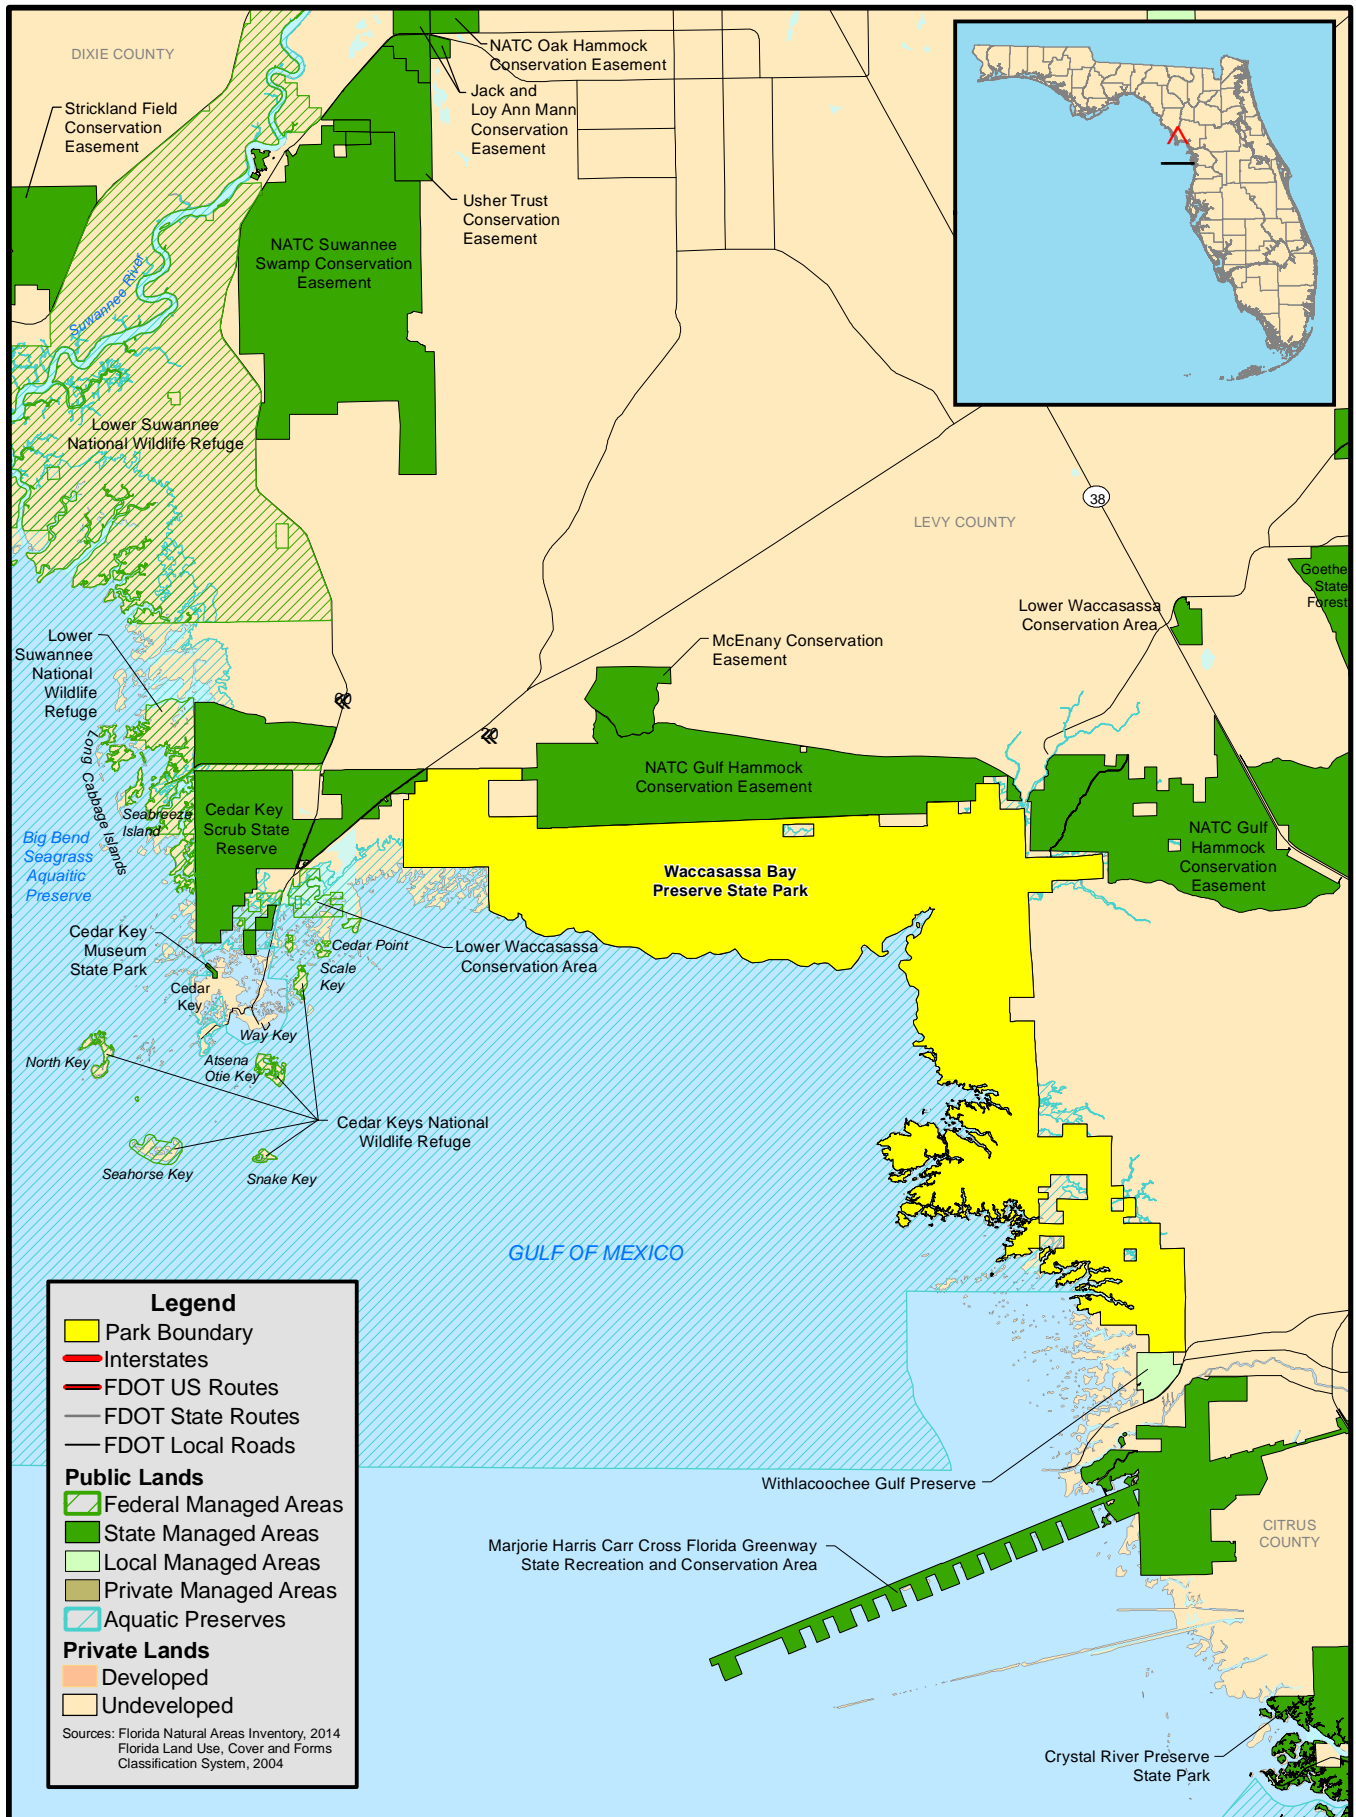 DIXIE COUNTY
NATC Oak Hammock
Conservation Easement
Strickland Field
Conservation
Easement
Jack and
Loy Ann Mann
Conservation
Easement
Usher Trust
Conservation
Easement
NATC Suwannee
Swamp Conservation
Easement
Suwannee River
Lower Suwannee
National Wildlife Refuge
38
LEVY COUNTY
Goethe
State
Forest
Lower Waccasassa
Conservation Area
Lower
Suwannee
National
Wildlife
Refuge
McEnany Conservation
Easement
60
20
Long Cabbage Islands
NATC Gulf Hammock
Conservation Easement
Seabreeze
Island
Cedar Key
Scrub State
Reserve
Big Bend
Seagrass
Aquaitic
Preserve
NATC Gulf
Hammock
Conservation
Easement
Waccasassa Bay
Preserve State Park
Cedar Key
Museum
State Park
Cedar Point
Lower Waccasassa
Conservation Area
Scale
Key
Cedar
Key
Way Key
North Key
Atsena
Otie Key
Cedar Keys National
Wildlife Refuge
Seahorse Key
Snake Key
GULF OF MEXICO
Legend
Park Boundary
Interstates
FDOT US Routes
FDOT State Routes
FDOT Local Roads
Public Lands
Federal Managed Areas
State Managed Areas
Local Managed Areas
Private Managed Areas
Aquatic Preserves
Private Lands
Developed
Undeveloped
Sources: Florida Natural Areas Inventory, 2014
Florida Land Use, Cover and Forms
Classification System, 2004
Withlacoochee Gulf Preserve
Marjorie Harris Carr Cross Florida Greenway
State Recreation and Conservation Area
CITRUS
COUNTY
Crystal River Preserve
State Park